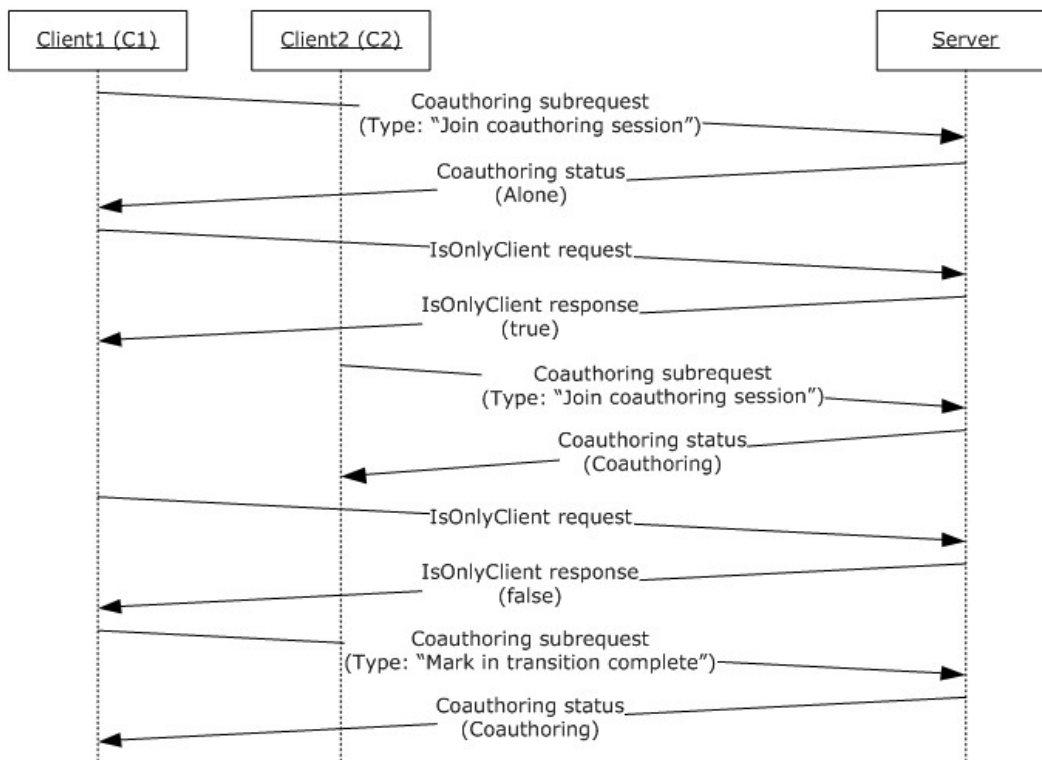 Client1 (C1)
Client2 (C2)
Server
Coauthoring subrequest
(Type: “Join coauthoring session”)
Coauthoring status
(Alone)
IsOnlyClient request
IsOnlyClient response
(true)
Coauthoring subrequest
(Type: “Join coauthoring session”)
Coauthoring status
(Coauthoring)
IsOnlyClient request
IsOnlyClient response
(false)
Coauthoring subrequest
(Type: “Mark in transition complete”)
Coauthoring status
(Coauthoring)